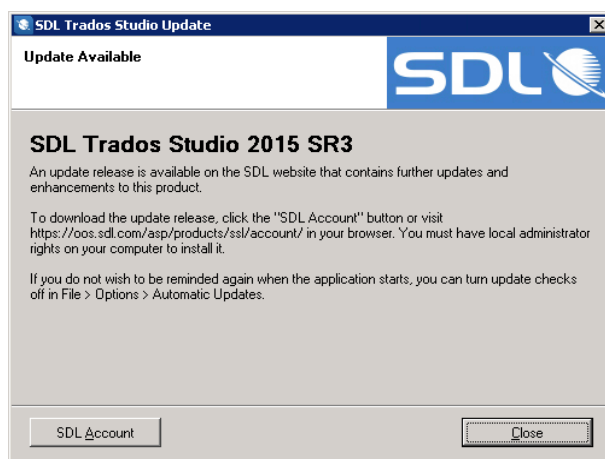 SDL Trados Studio Update
Update Available
SDL
SDL Trados Studio 2015 SR3
An update release is available on the SDL website that contains further updates and
enhancements to this product.
To download the update release, click the "SDL Account" button or visit
https://oos.sdl.com/asp/products/ssl/account/ in your browser. You must have local administrator
rights on your computer to install it.
If you do not wish to be reminded again when the application starts, you can turn update checks
off in File > Options > Automatic Updates.
SDL Account
Close